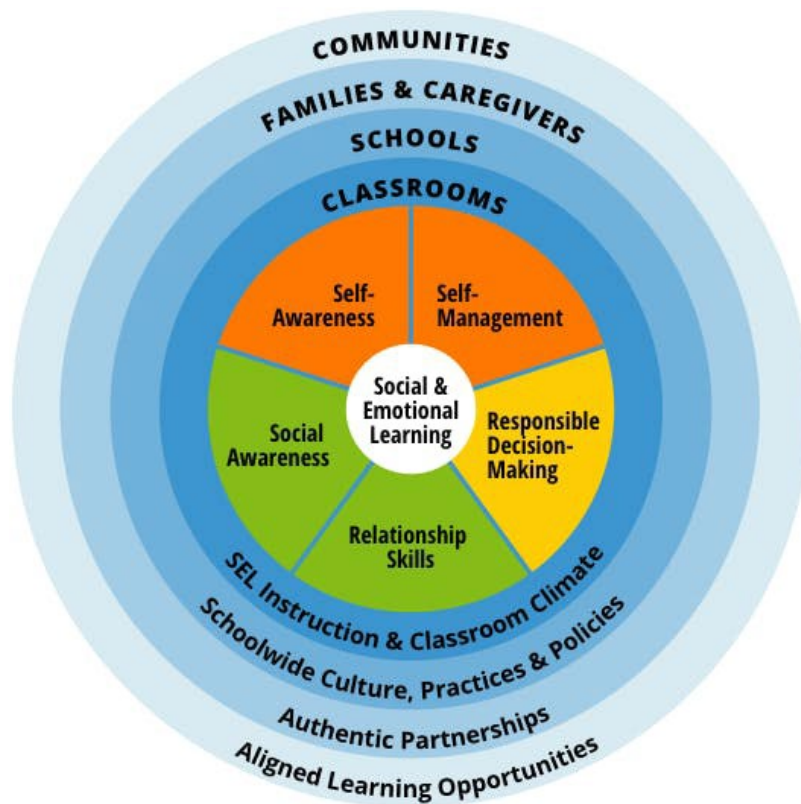 COMMUNITIES
FAMILIES & CAREGIVERS
SCHOOLS
CLASSROOMS
Self-
Awareness
Self-
Management
Social &
Emotional
Learning
Social
Awareness
Responsible
Decision-
Making
Relationship
Skills
SEL Instruction & Classroom Climate
Schoolwide Culture, Practices & Policies
Authentic Partnerships
Aligned Learning Opportunities